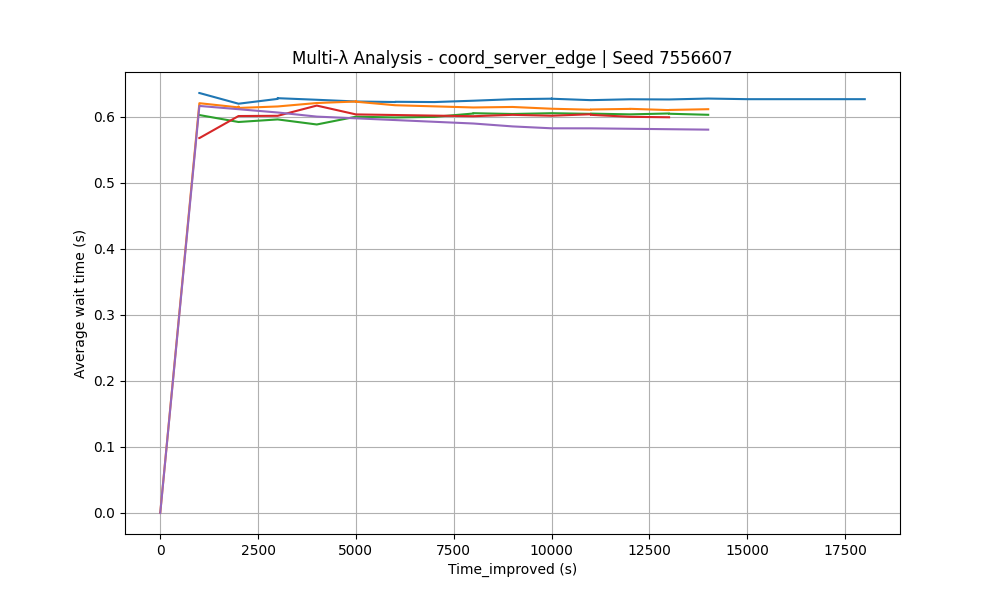 Multi-λ Analysis - coord_server_edge | Seed 7556607
Average wait time (s)
0.6
0.5
0.4
0.3
0.2
0.1
0.0
0 2500 5000 7500 10000 12500 15000 17500
Time_improved (s)